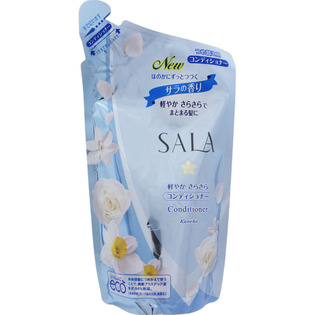 つめかえ用
コンディショナー
New
ほのかにずっとつづく
サラの香り
軽やか さらさらで
まとまる髪に
SALA
軽やか さらさら
コンディショナー
Conditioner
Kanebo
eco